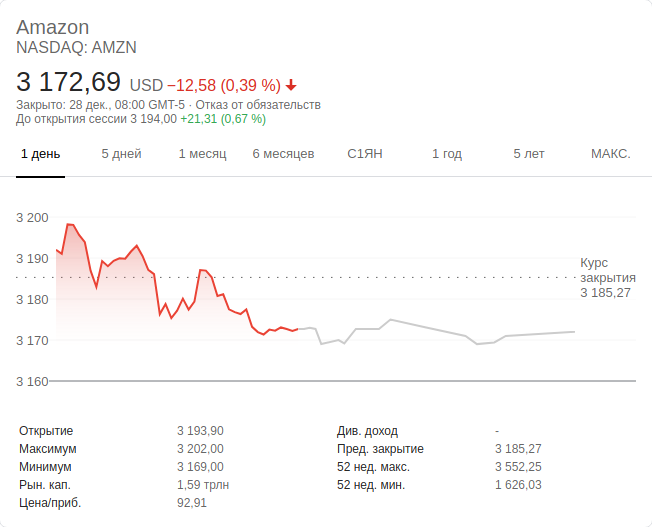 Amazon
NASDAQ: AMZN
3 172,69 USD −12,58 (0,39 %)
Закрыто: 28 дек., 08:00 GMT-5 · Отказ от обязательств
До открытия сессии 3 194,00 +21,31 (0,67 %)
1 день 5 дней 1 месяц 6 месяцев С1ЯН 1 год 5 лет МАКС.
3 200
3 190
Курс
закрытия
3 185,27
3 180
3 170
3 160
Открытие 3 193,90 Див. доход -
Максимум 3 202,00 Пред. закрытие 3 185,27
Минимум 3 169,00 52 нед. макс. 3 552,25
Рын. кап. 1,59 трлн 52 нед. мин. 1 626,03
Цена/приб. 92,91